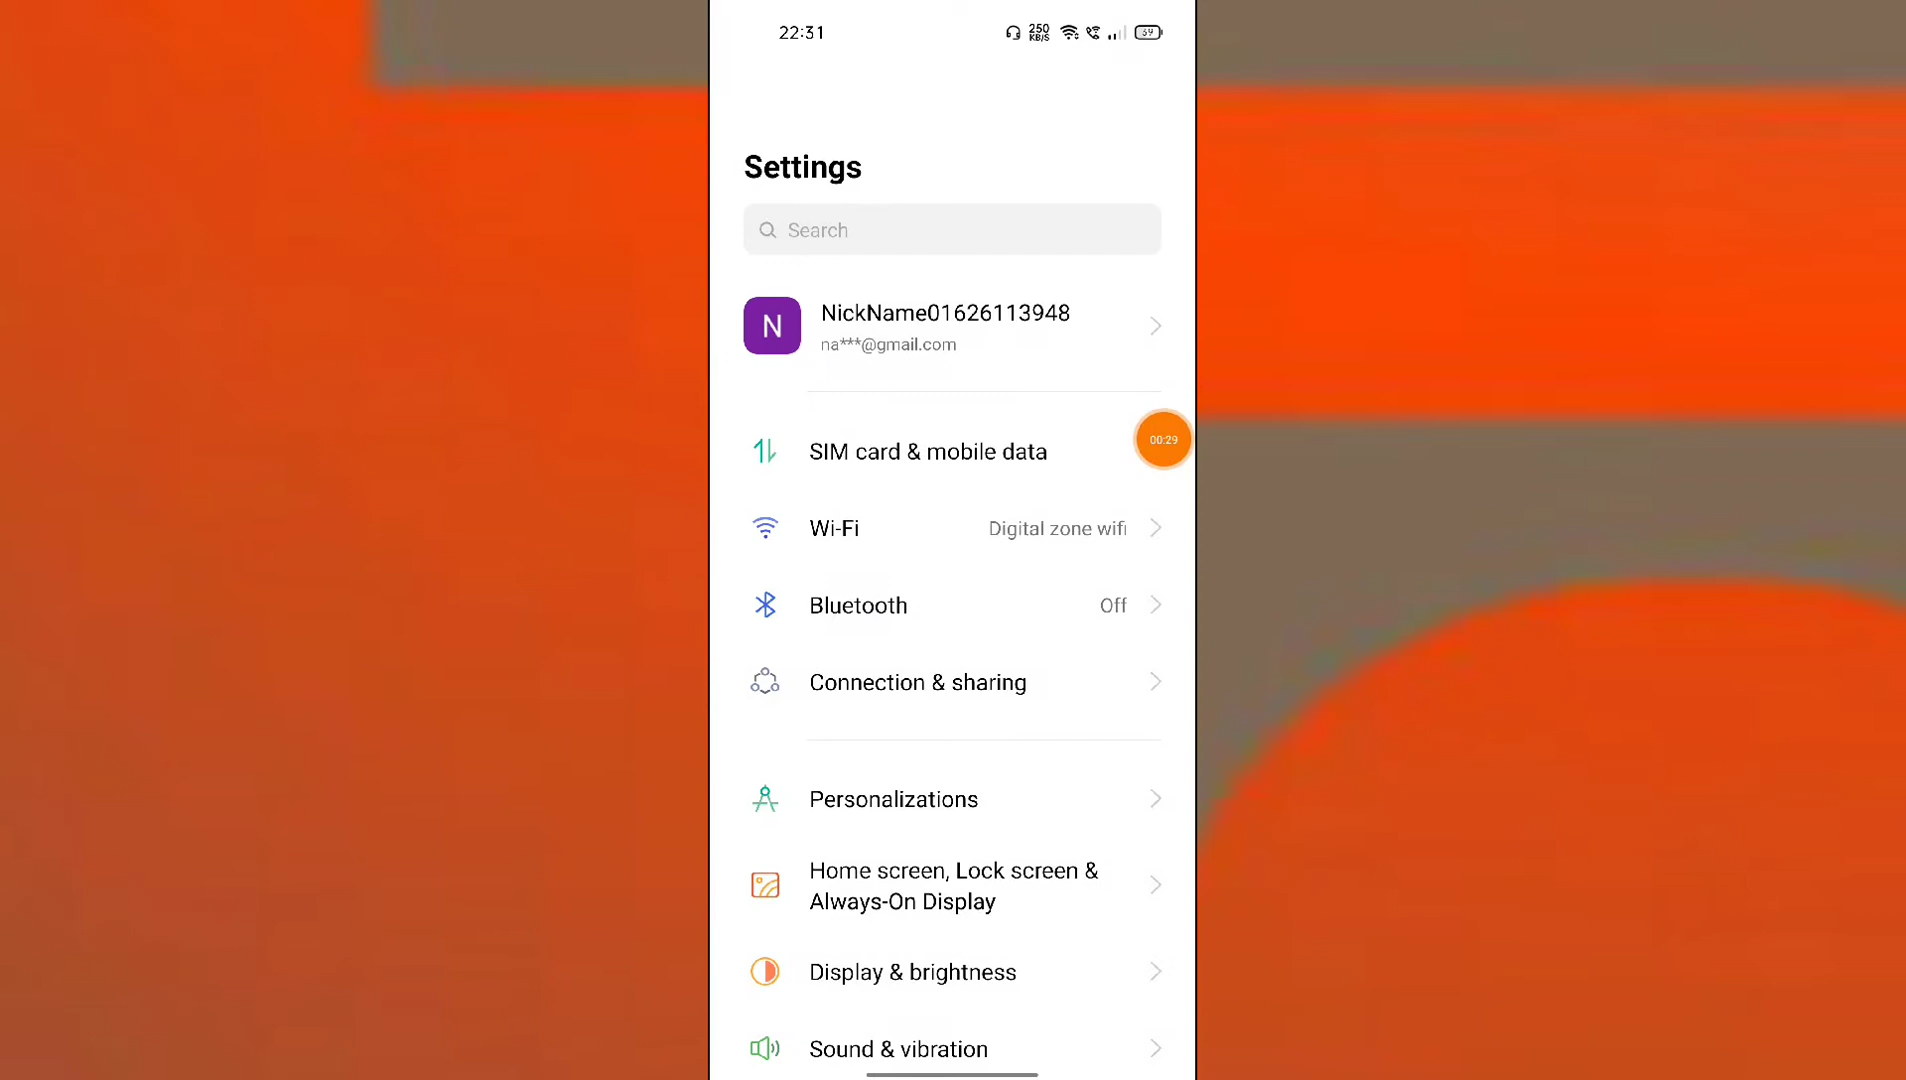 22:31
250
KB/S
39
Settings
Search
N
NickName01626113948
na***@gmail.com
SIM card & mobile data
00:29
Wi-Fi Digital zone wifi
Bluetooth Off
Connection & sharing
Personalizations
Home screen, Lock screen &
Always-On Display
Display & brightness
Sound & vibration